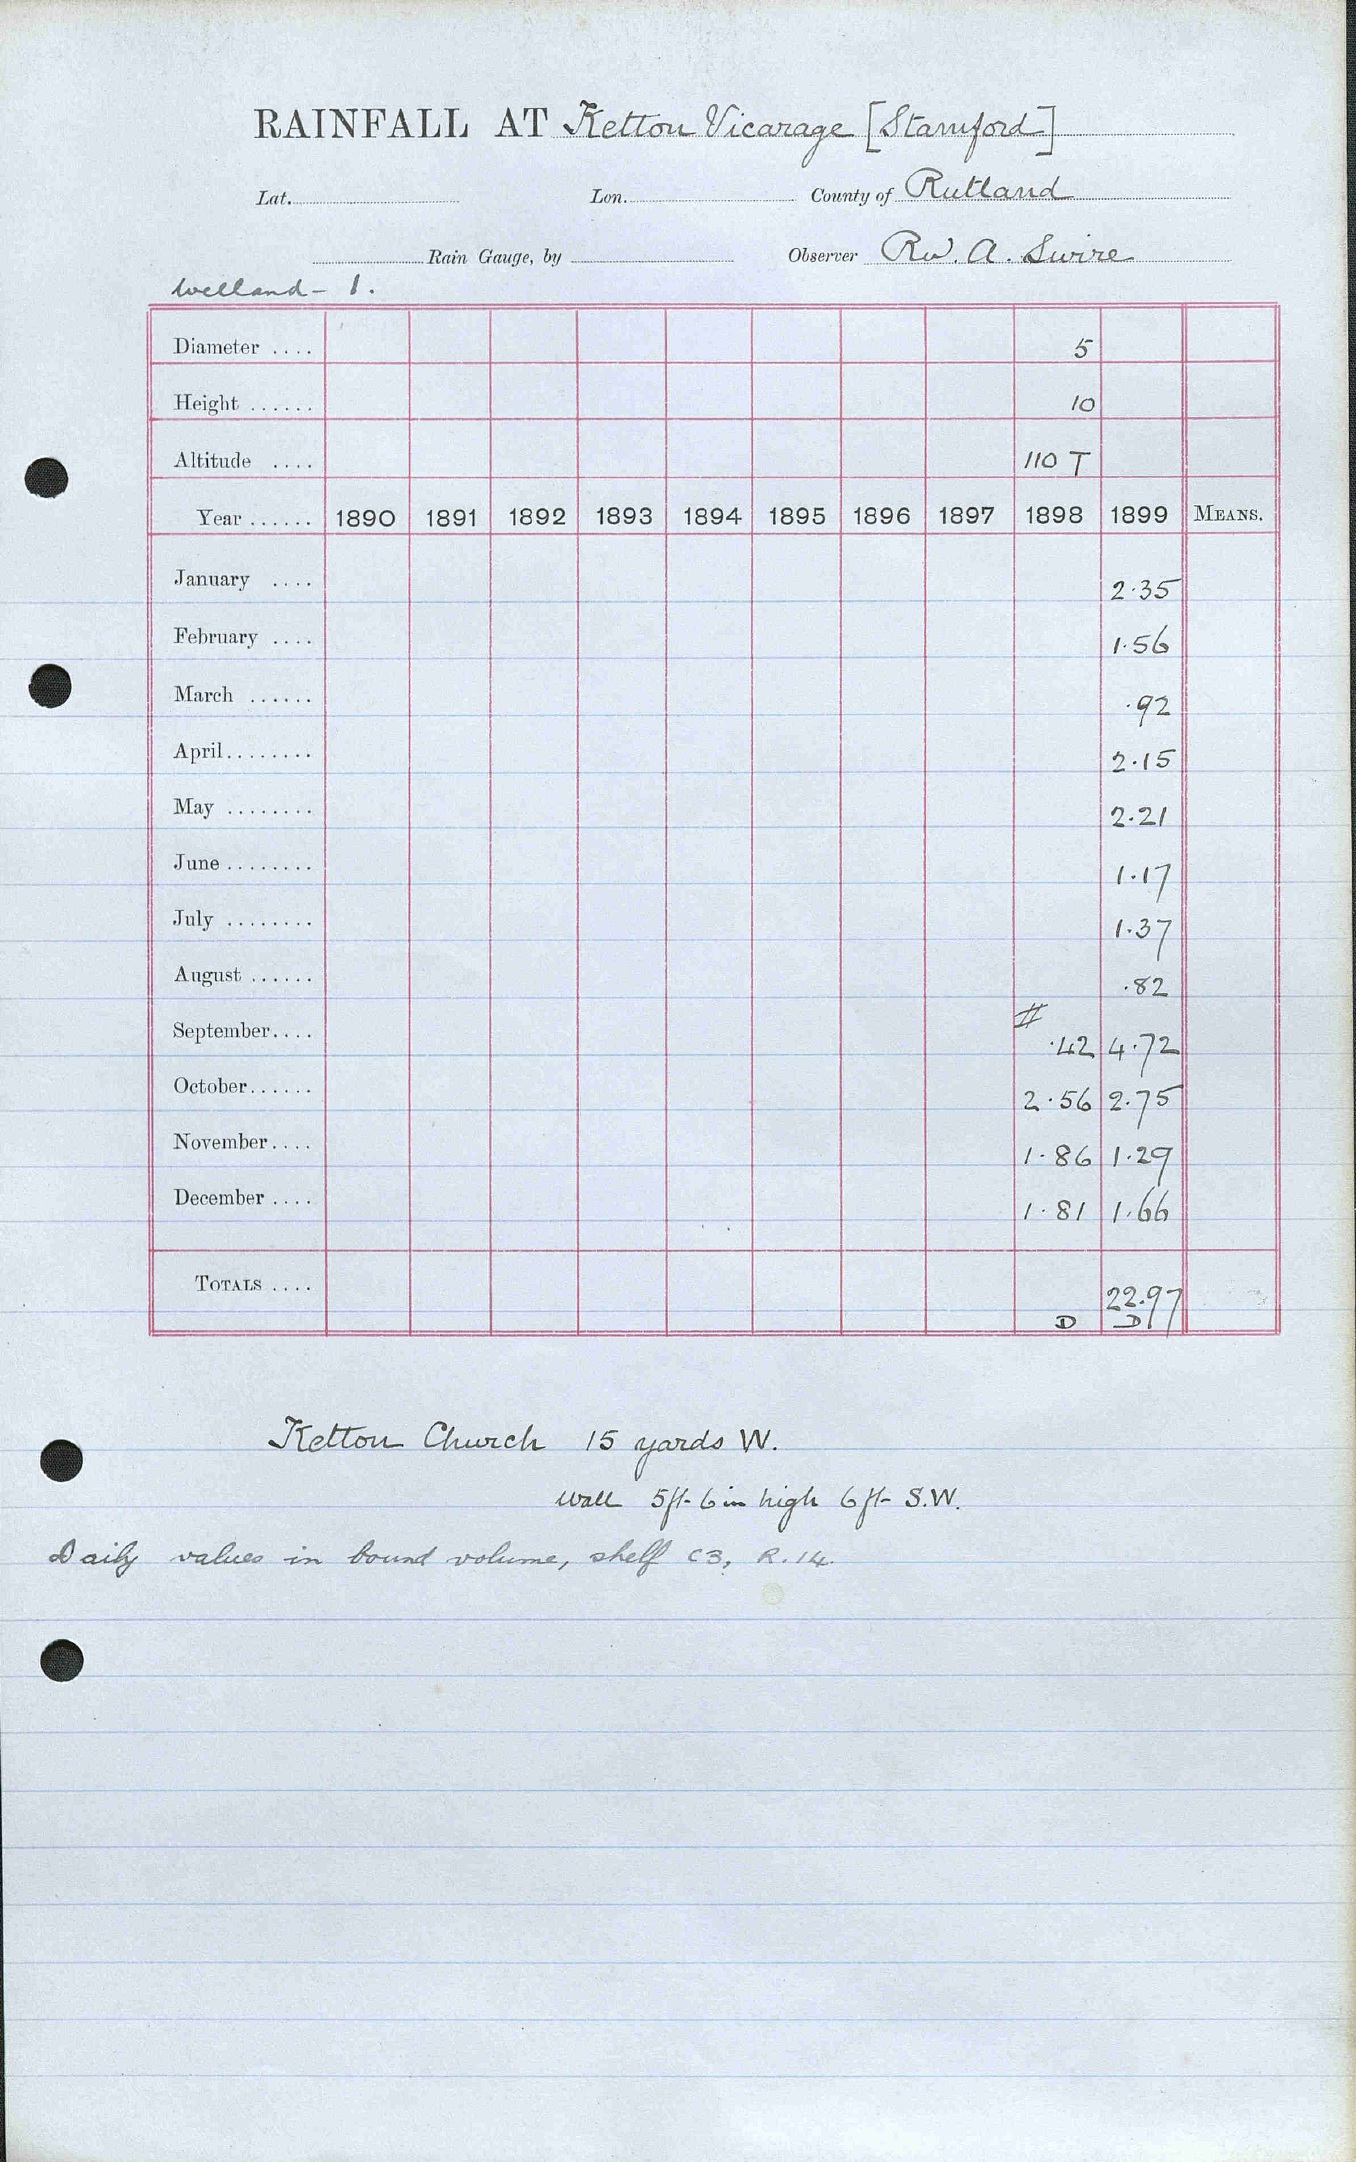 RAINFALL AT Ketton Vicarage [Stamford]
Lat. Lon. County of Rutland
Rain Gauge, by Observer Rev. A. Swire
Welland - 1.
Diameter .... 5
Height ...... 10
Altitude .... 110 T
Year ...... 1890 1891 1892 1893 1894 1895 1896 1897 1898 1899 MEANS.
January .... 2.35
February .... 1.56
March ...... .92
April........ 2.15
May ........ 2.21
June ........ 1.17
July ........ 1.37
August ...... .82
#
September.... .42 4.72
October...... 2.56 2.75
November.... 1.86 1.29
December .... 1.81 1.66
TOTALS .... 22.97
D D
Ketton Church 15 yards W.
Wall 5ft 6in high 6ft S.W.
Daily values in bound volume, shelf C3, R.14.